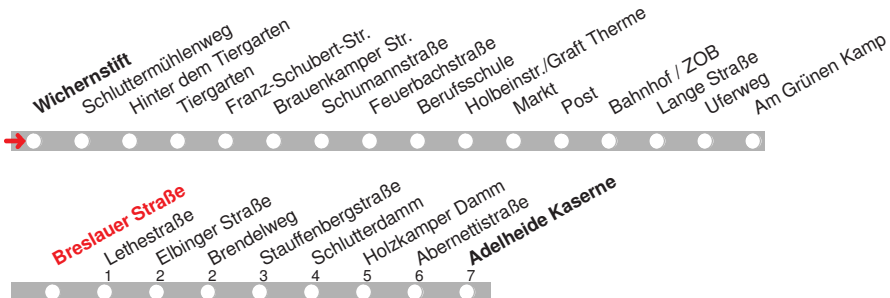 Wichernstift
Schluttermühlenweg
Hinter dem Tiergarten
Tiergarten
Franz-Schubert-Str.
Brauenkamper Str.
Schumannstraße
Feuerbachstraße
Berufsschule
Holbeinstr./Graft Therme
Markt
Post
Bahnhof / ZOB
Lange Straße
Uferweg
Am Grünen Kamp
Breslauer Straße
Lethestraße
Elbinger Straße
Brendelweg
Stauffenbergstraße
Schlutterdamm
Holzkamper Damm
Abernettistraße
Adelheide Kaserne
1 2 2 3 4 5 6 7